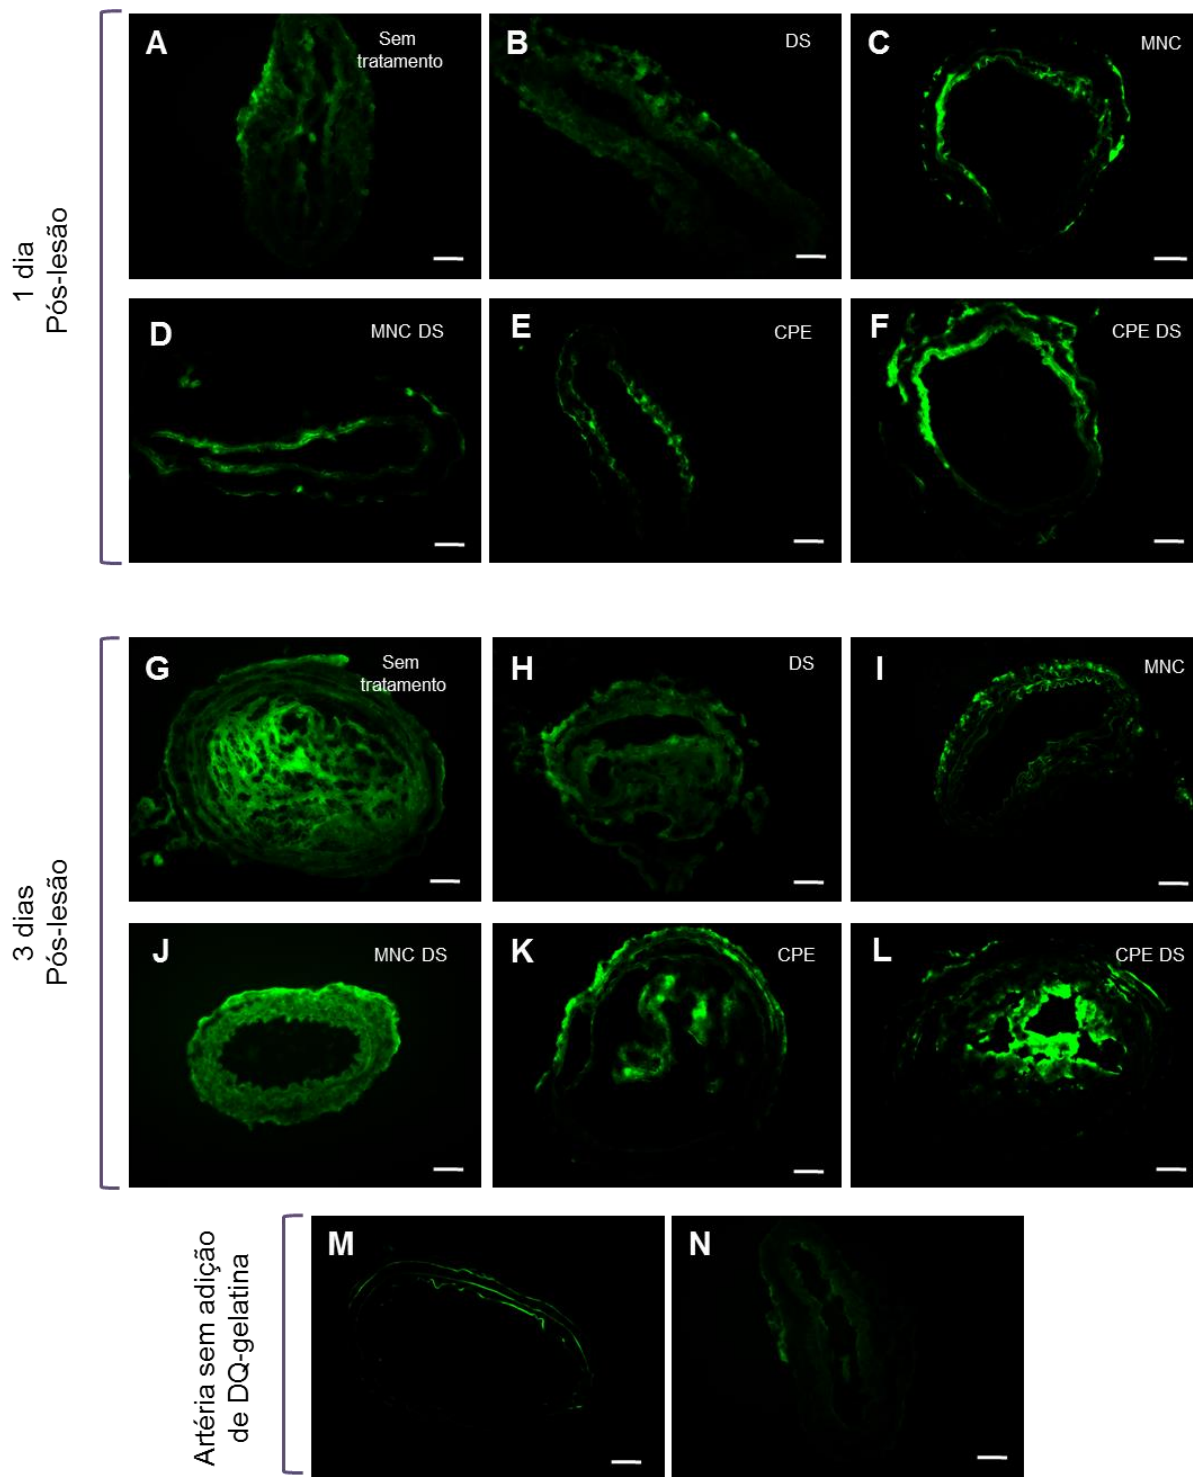 A
Sem
tratamento
B
DS
C
MNC
1 dia
Pós-lesão
D
MNC DS
E
CPE
F
CPE DS
G
Sem
tratamento
H
DS
I
MNC
3 dias
Pós-lesão
J
MNC DS
K
CPE
L
CPE DS
Artéria sem adição
de DQ-gelatina
M
N